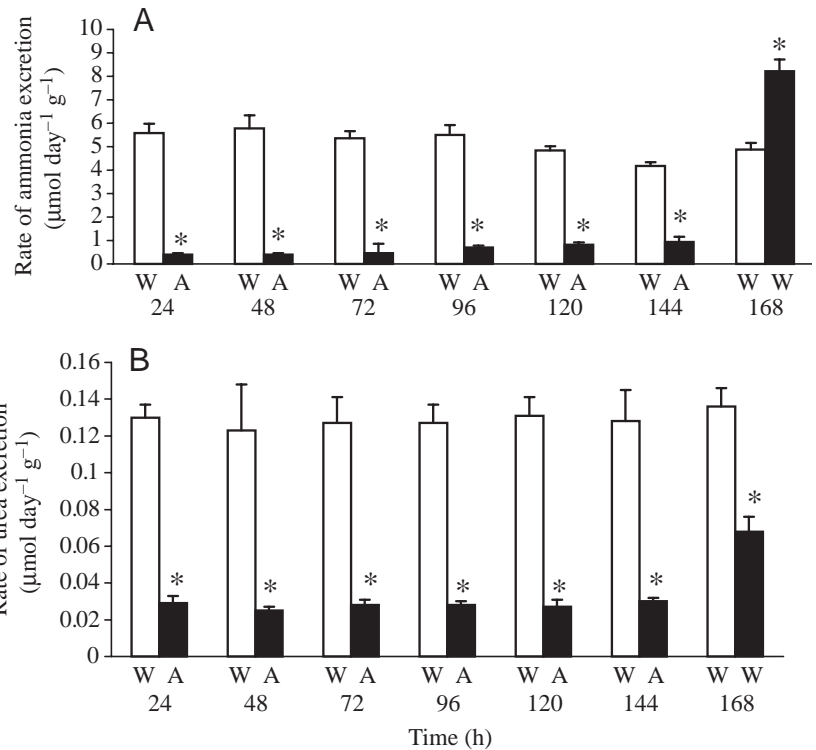 A
Rate of ammonia excretion
(µmol day⁻¹ g⁻¹)
10
9
8
7
6
5
4
3
2
1
0
* * * * * * *
W A W A W A W A W A W A W W
24 48 72 96 120 144 168
B
Rate of urea excretion
(µmol day⁻¹ g⁻¹)
0.16
0.14
0.12
0.1
0.08
0.06
0.04
0.02
0
* * * * * * *
W A W A W A W A W A W A W W
24 48 72 96 120 144 168
Time (h)